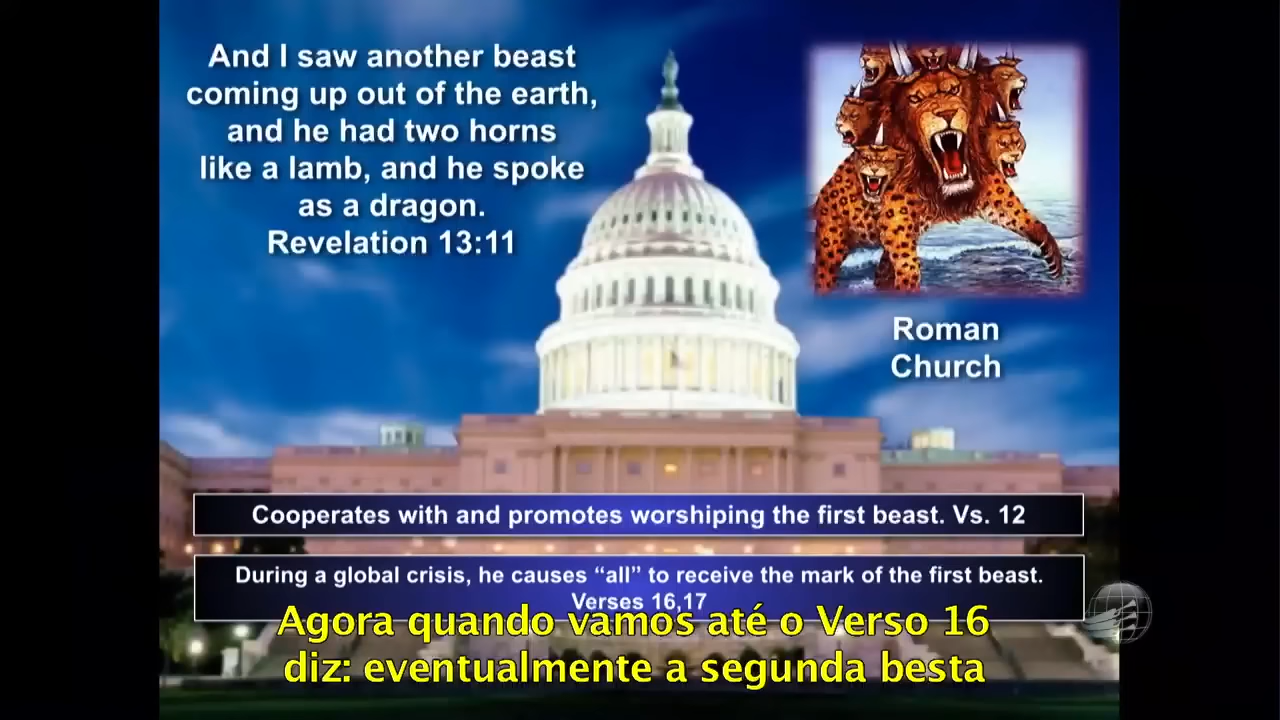 And I saw another beast
coming up out of the earth,
and he had two horns
like a lamb, and he spoke
as a dragon.
Revelation 13:11
Roman
Church
Cooperates with and promotes worshiping the first beast. Vs. 12
During a global crisis, he causes “all” to receive the mark of the first beast.
Verses 16,17
Agora quando vamos até o Verso 16
diz: eventualmente a segunda besta